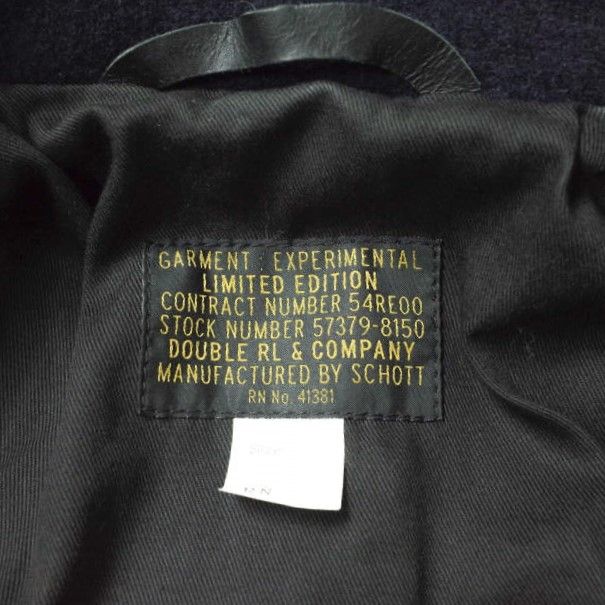 GARMENT : EXPERIMENTAL
LIMITED EDITION
CONTRACT NUMBER 54RE00
STOCK NUMBER 57379-8150
DOUBLE RL & COMPANY
MANUFACTURED BY SCHOTT
RN No. 41381